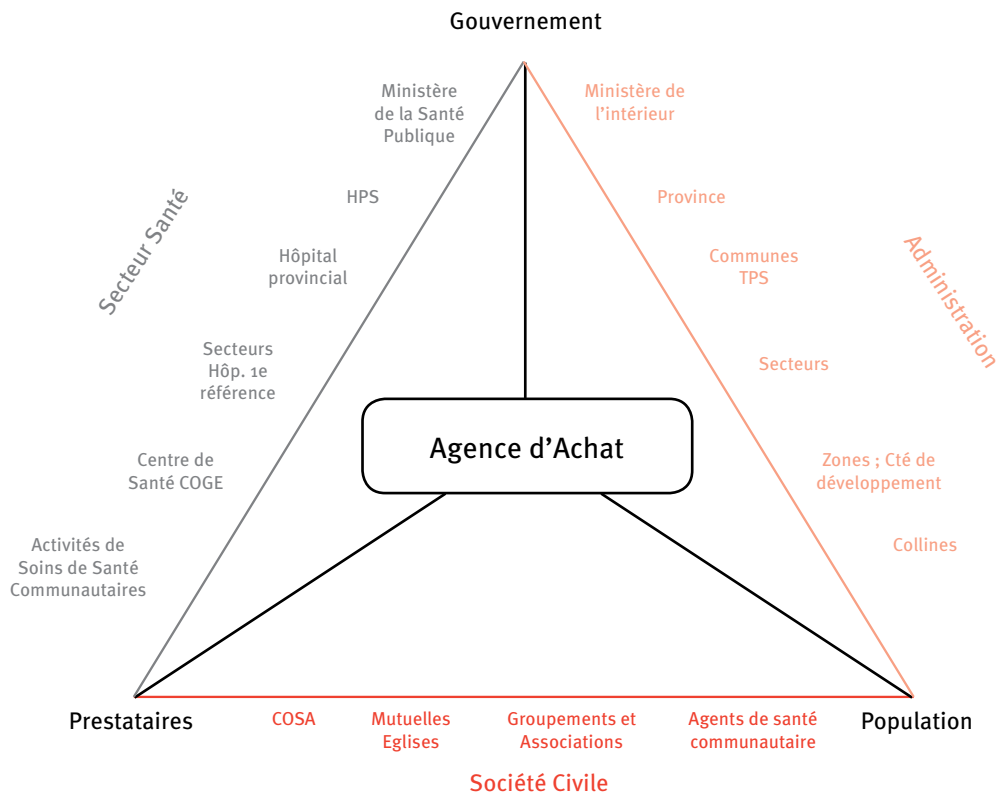 Gouvernement
Ministère
de la Santé
Publique
Ministère de
l'intérieur
HPS
Province
Secteur Santé
Hôpital
provincial
Communes
TPS
Administration
Secteurs
Hôp. 1e
référence
Secteurs
Agence d'Achat
Centre de
Santé COGE
Zones ; Cté de
développement
Activités de
Soins de Santé
Communautaires
Collines
Prestataires
COSA
Mutuelles
Eglises
Groupements et
Associations
Agents de santé
communautaire
Population
Société Civile